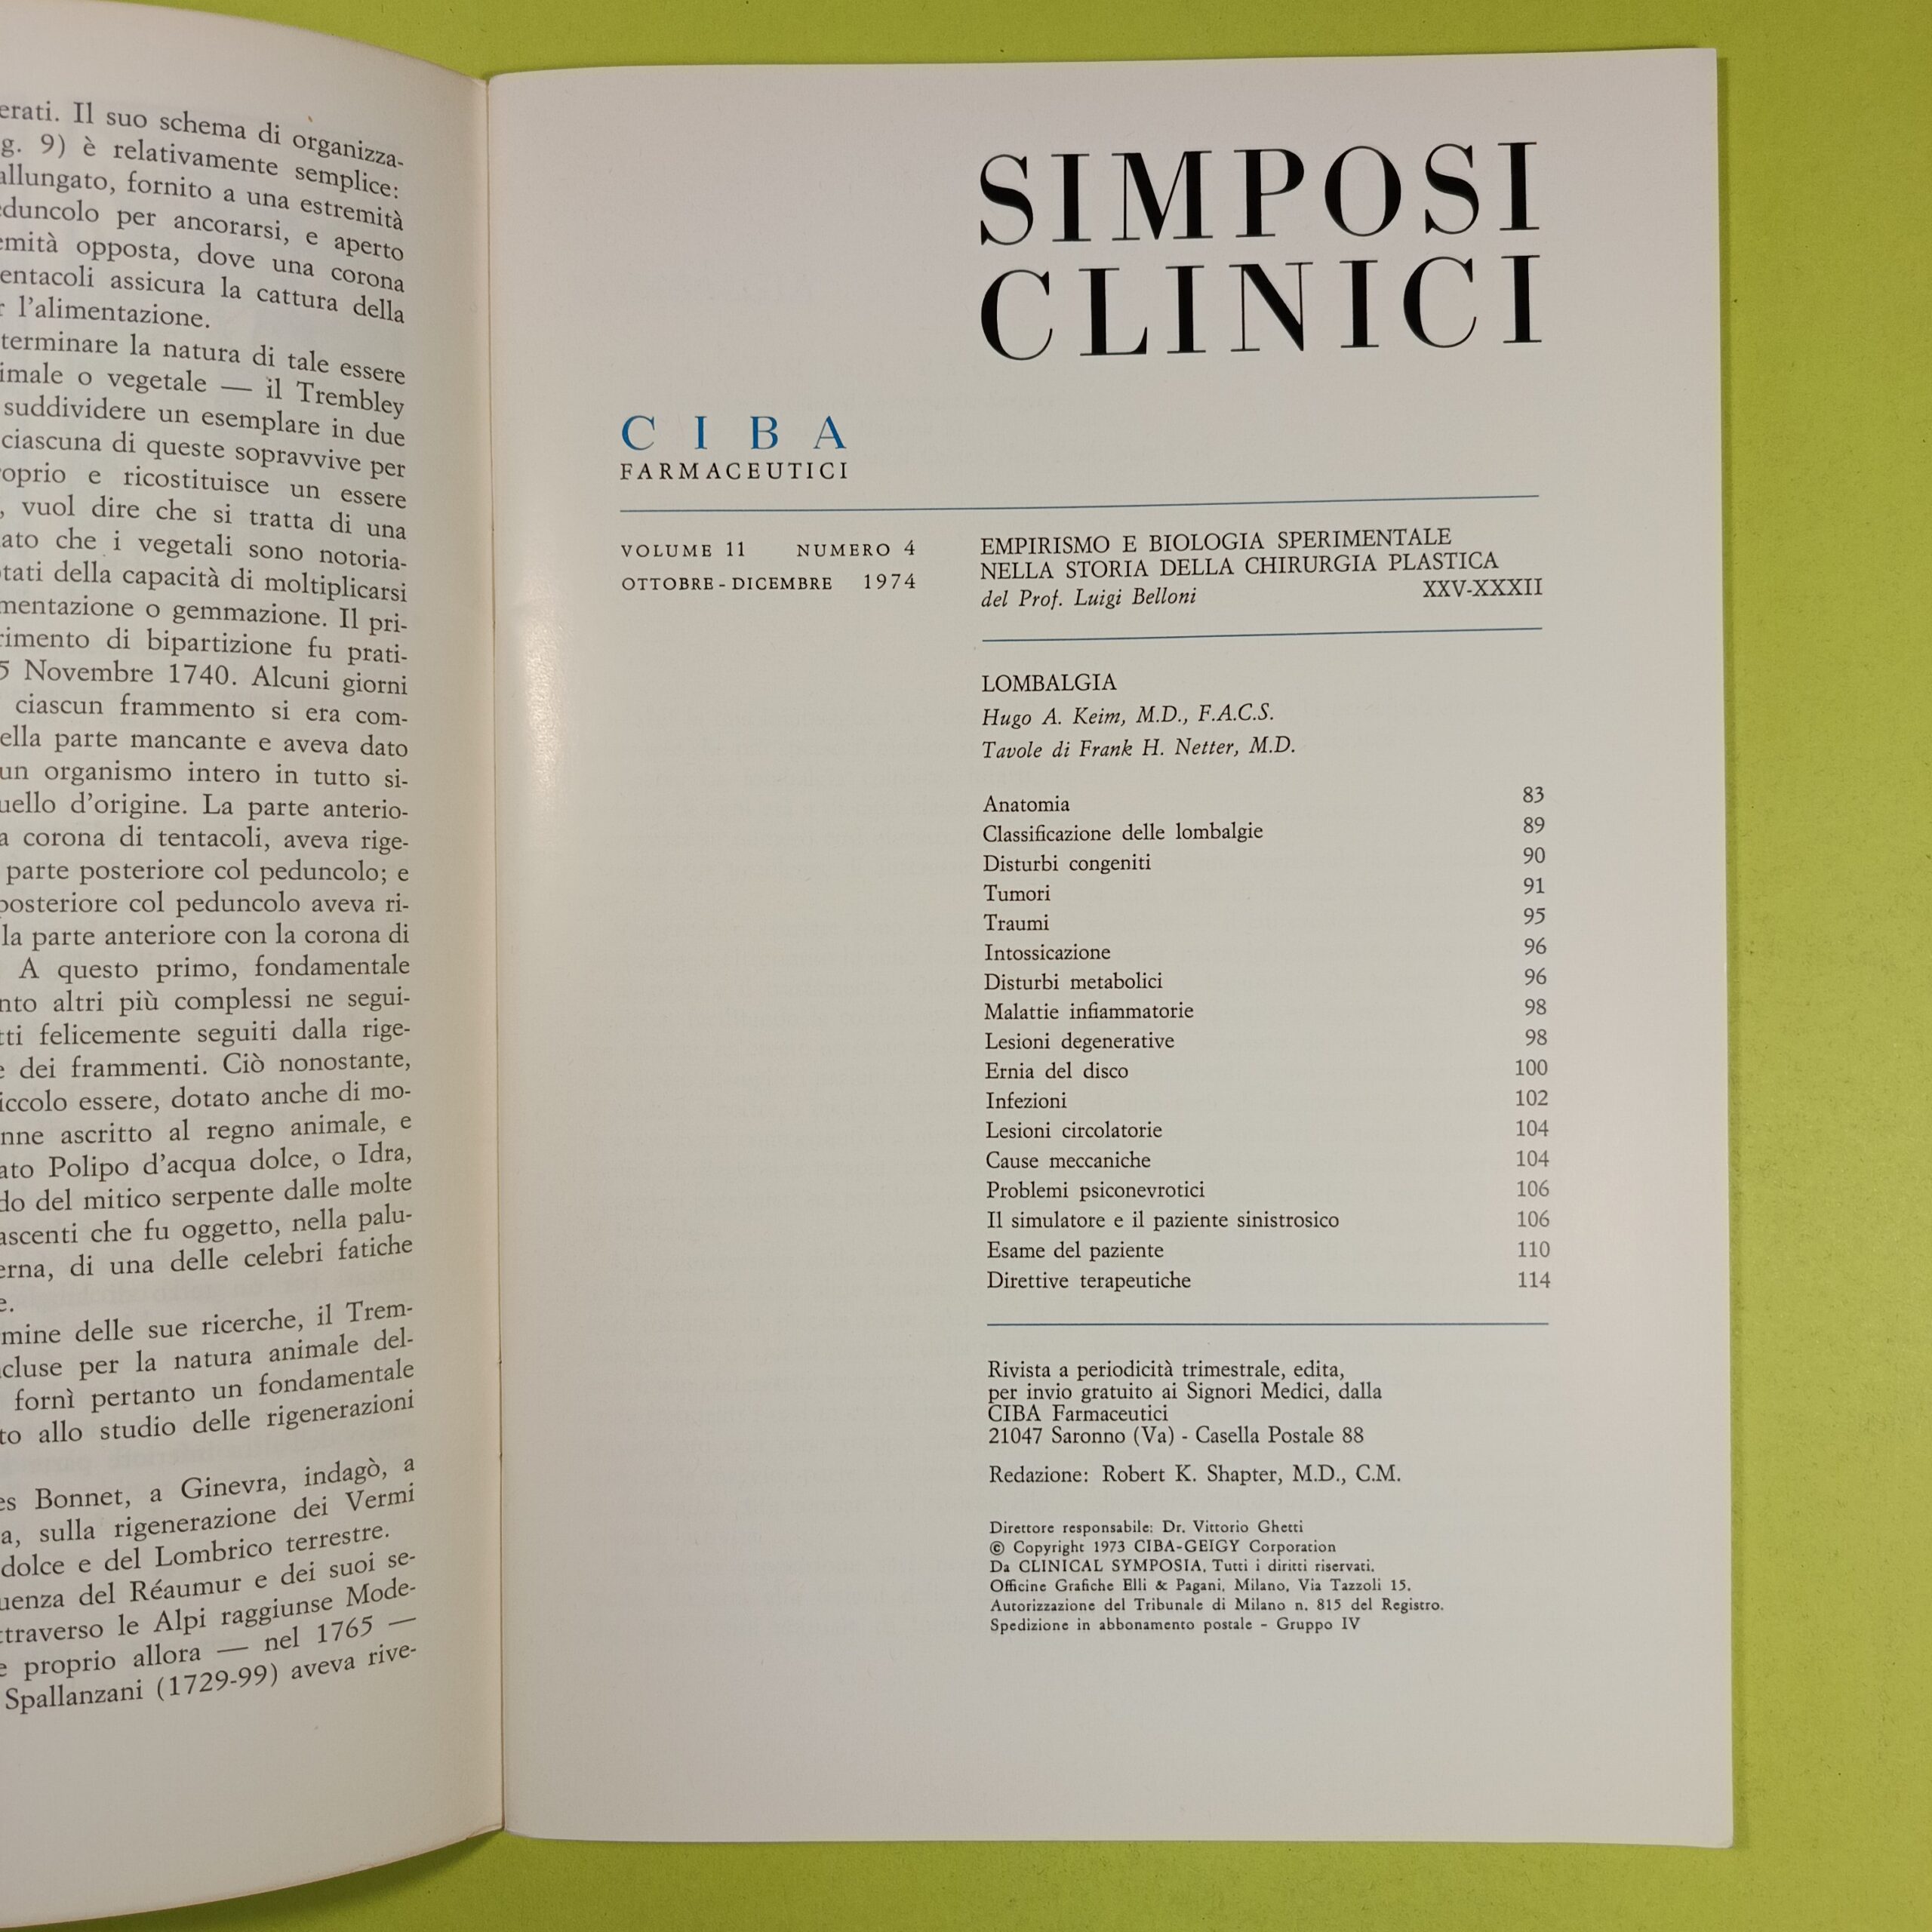 erati. Il suo schema di organizza-
g. 9) è relativamente semplice:
allungato, fornito a una estremità
duncolo per ancorarsi, e aperto
emità opposta, dove una corona
entacoli assicura la cattura della
l'alimentazione.
terminare la natura di tale essere
imale o vegetale — il Trembley
suddividere un esemplare in due
ciascuna di queste sopravvive per
oprio e ricostituisce un essere
, vuol dire che si tratta di una
ato che i vegetali sono notoria-
tati della capacità di moltiplicarsi
mentazione o gemmazione. Il pri-
rimento di bipartizione fu prati-
5 Novembre 1740. Alcuni giorni
ciascun frammento si era com-
ella parte mancante e aveva dato
un organismo intero in tutto si-
uello d'origine. La parte anterio-
a corona di tentacoli, aveva rige-
parte posteriore col peduncolo; e
posteriore col peduncolo aveva ri-
la parte anteriore con la corona di
A questo primo, fondamentale
nto altri più complessi ne segui-
tti felicemente seguiti dalla rige-
e dei frammenti. Ciò nonostante,
iccolo essere, dotato anche di mo-
nne ascritto al regno animale, e
ato Polipo d'acqua dolce, o Idra,
do del mitico serpente dalle molte
ascenti che fu oggetto, nella palu-
erna, di una delle celebri fatiche
e.
mine delle sue ricerche, il Trem-
cluse per la natura animale del-
fornì pertanto un fondamentale
to allo studio delle rigenerazioni
es Bonnet, a Ginevra, indagò, a
a, sulla rigenerazione dei Vermi
dolce e del Lombrico terrestre.
uenza del Réaumur e dei suoi se-
ttraverso le Alpi raggiunse Mode-
e proprio allora — nel 1765 —
Spallanzani (1729-99) aveva rive-
SIMPOSI
CLINICI
CIBA
FARMACEUTICI
VOLUME 11 NUMERO 4
OTTOBRE - DICEMBRE 1974
EMPIRISMO E BIOLOGIA SPERIMENTALE
NELLA STORIA DELLA CHIRURGIA PLASTICA
del Prof. Luigi Belloni XXV-XXXII
LOMBALGIA
Hugo A. Keim, M.D., F.A.C.S.
Tavole di Frank H. Netter, M.D.
Anatomia 83
Classificazione delle lombalgie 89
Disturbi congeniti 90
Tumori 91
Traumi 95
Intossicazione 96
Disturbi metabolici 96
Malattie infiammatorie 98
Lesioni degenerative 98
Ernia del disco 100
Infezioni 102
Lesioni circolatorie 104
Cause meccaniche 104
Problemi psiconevrotici 106
Il simulatore e il paziente sinistrosico 106
Esame del paziente 110
Direttive terapeutiche 114
Rivista a periodicità trimestrale, edita,
per invio gratuito ai Signori Medici, dalla
CIBA Farmaceutici
21047 Saronno (Va) - Casella Postale 88
Redazione: Robert K. Shapter, M.D., C.M.
Direttore responsabile: Dr. Vittorio Ghetti
© Copyright 1973 CIBA-GEIGY Corporation
Da CLINICAL SYMPOSIA. Tutti i diritti riservati.
Officine Grafiche Elli & Pagani, Milano, Via Tazzoli 15.
Autorizzazione del Tribunale di Milano n. 815 del Registro.
Spedizione in abbonamento postale - Gruppo IV